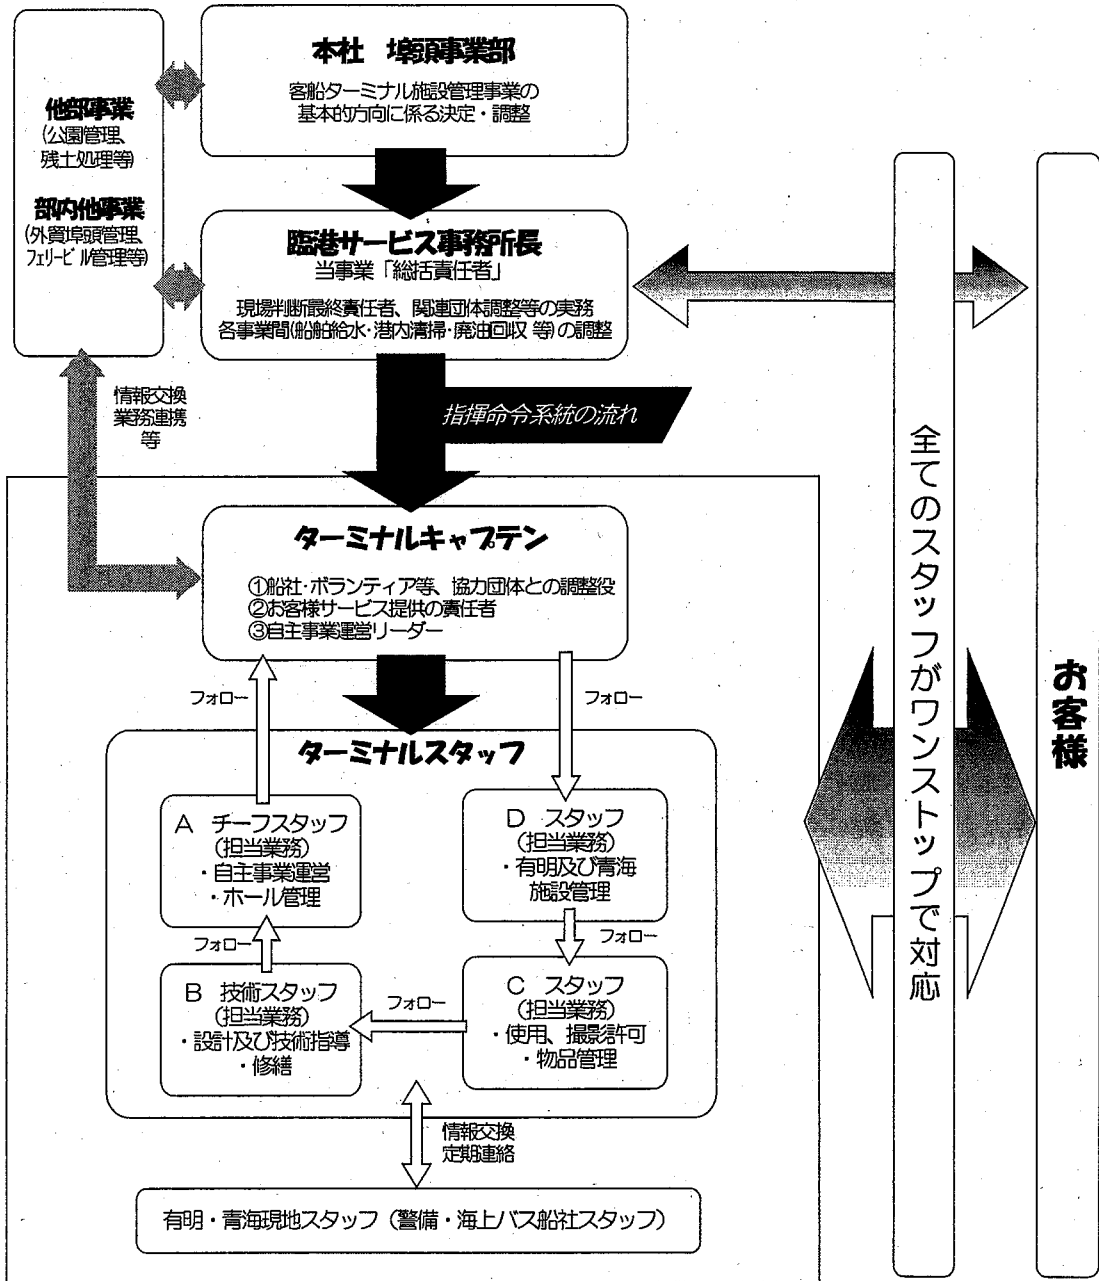 本社 埠頭事業部
客船ターミナル施設管理事業の
基本的方向に係る決定・調整
他部事業
(公園管理、
残土処理等)
部内他事業
(外貿埠頭管理、
フェリービル管理等)
臨港サービス事務所長
当事業「総括責任者」
現場判断最終責任者、関連団体調整等の実務
各事業間(船舶給水・港内清掃・廃油回収 等)の調整
情報交換
業務連携
等
指揮命令系統の流れ
ターミナルキャプテン
①船社・ボランティア等、協力団体との調整役
②お客様サービス提供の責任者
③自主事業運営リーダー
フォロー
フォロー
ターミナルスタッフ
A チーフスタッフ
(担当業務)
・自主事業運営
・ホール管理
D スタッフ
(担当業務)
・有明及び青海
施設管理
フォロー
フォロー
B 技術スタッフ
(担当業務)
・設計及び技術指導
・修繕
フォロー
C スタッフ
(担当業務)
・使用、撮影許可
・物品管理
情報交換
定期連絡
有明・青海現地スタッフ(警備・海上バス船社スタッフ)
全てのスタッフがワンストップで対応
お客様